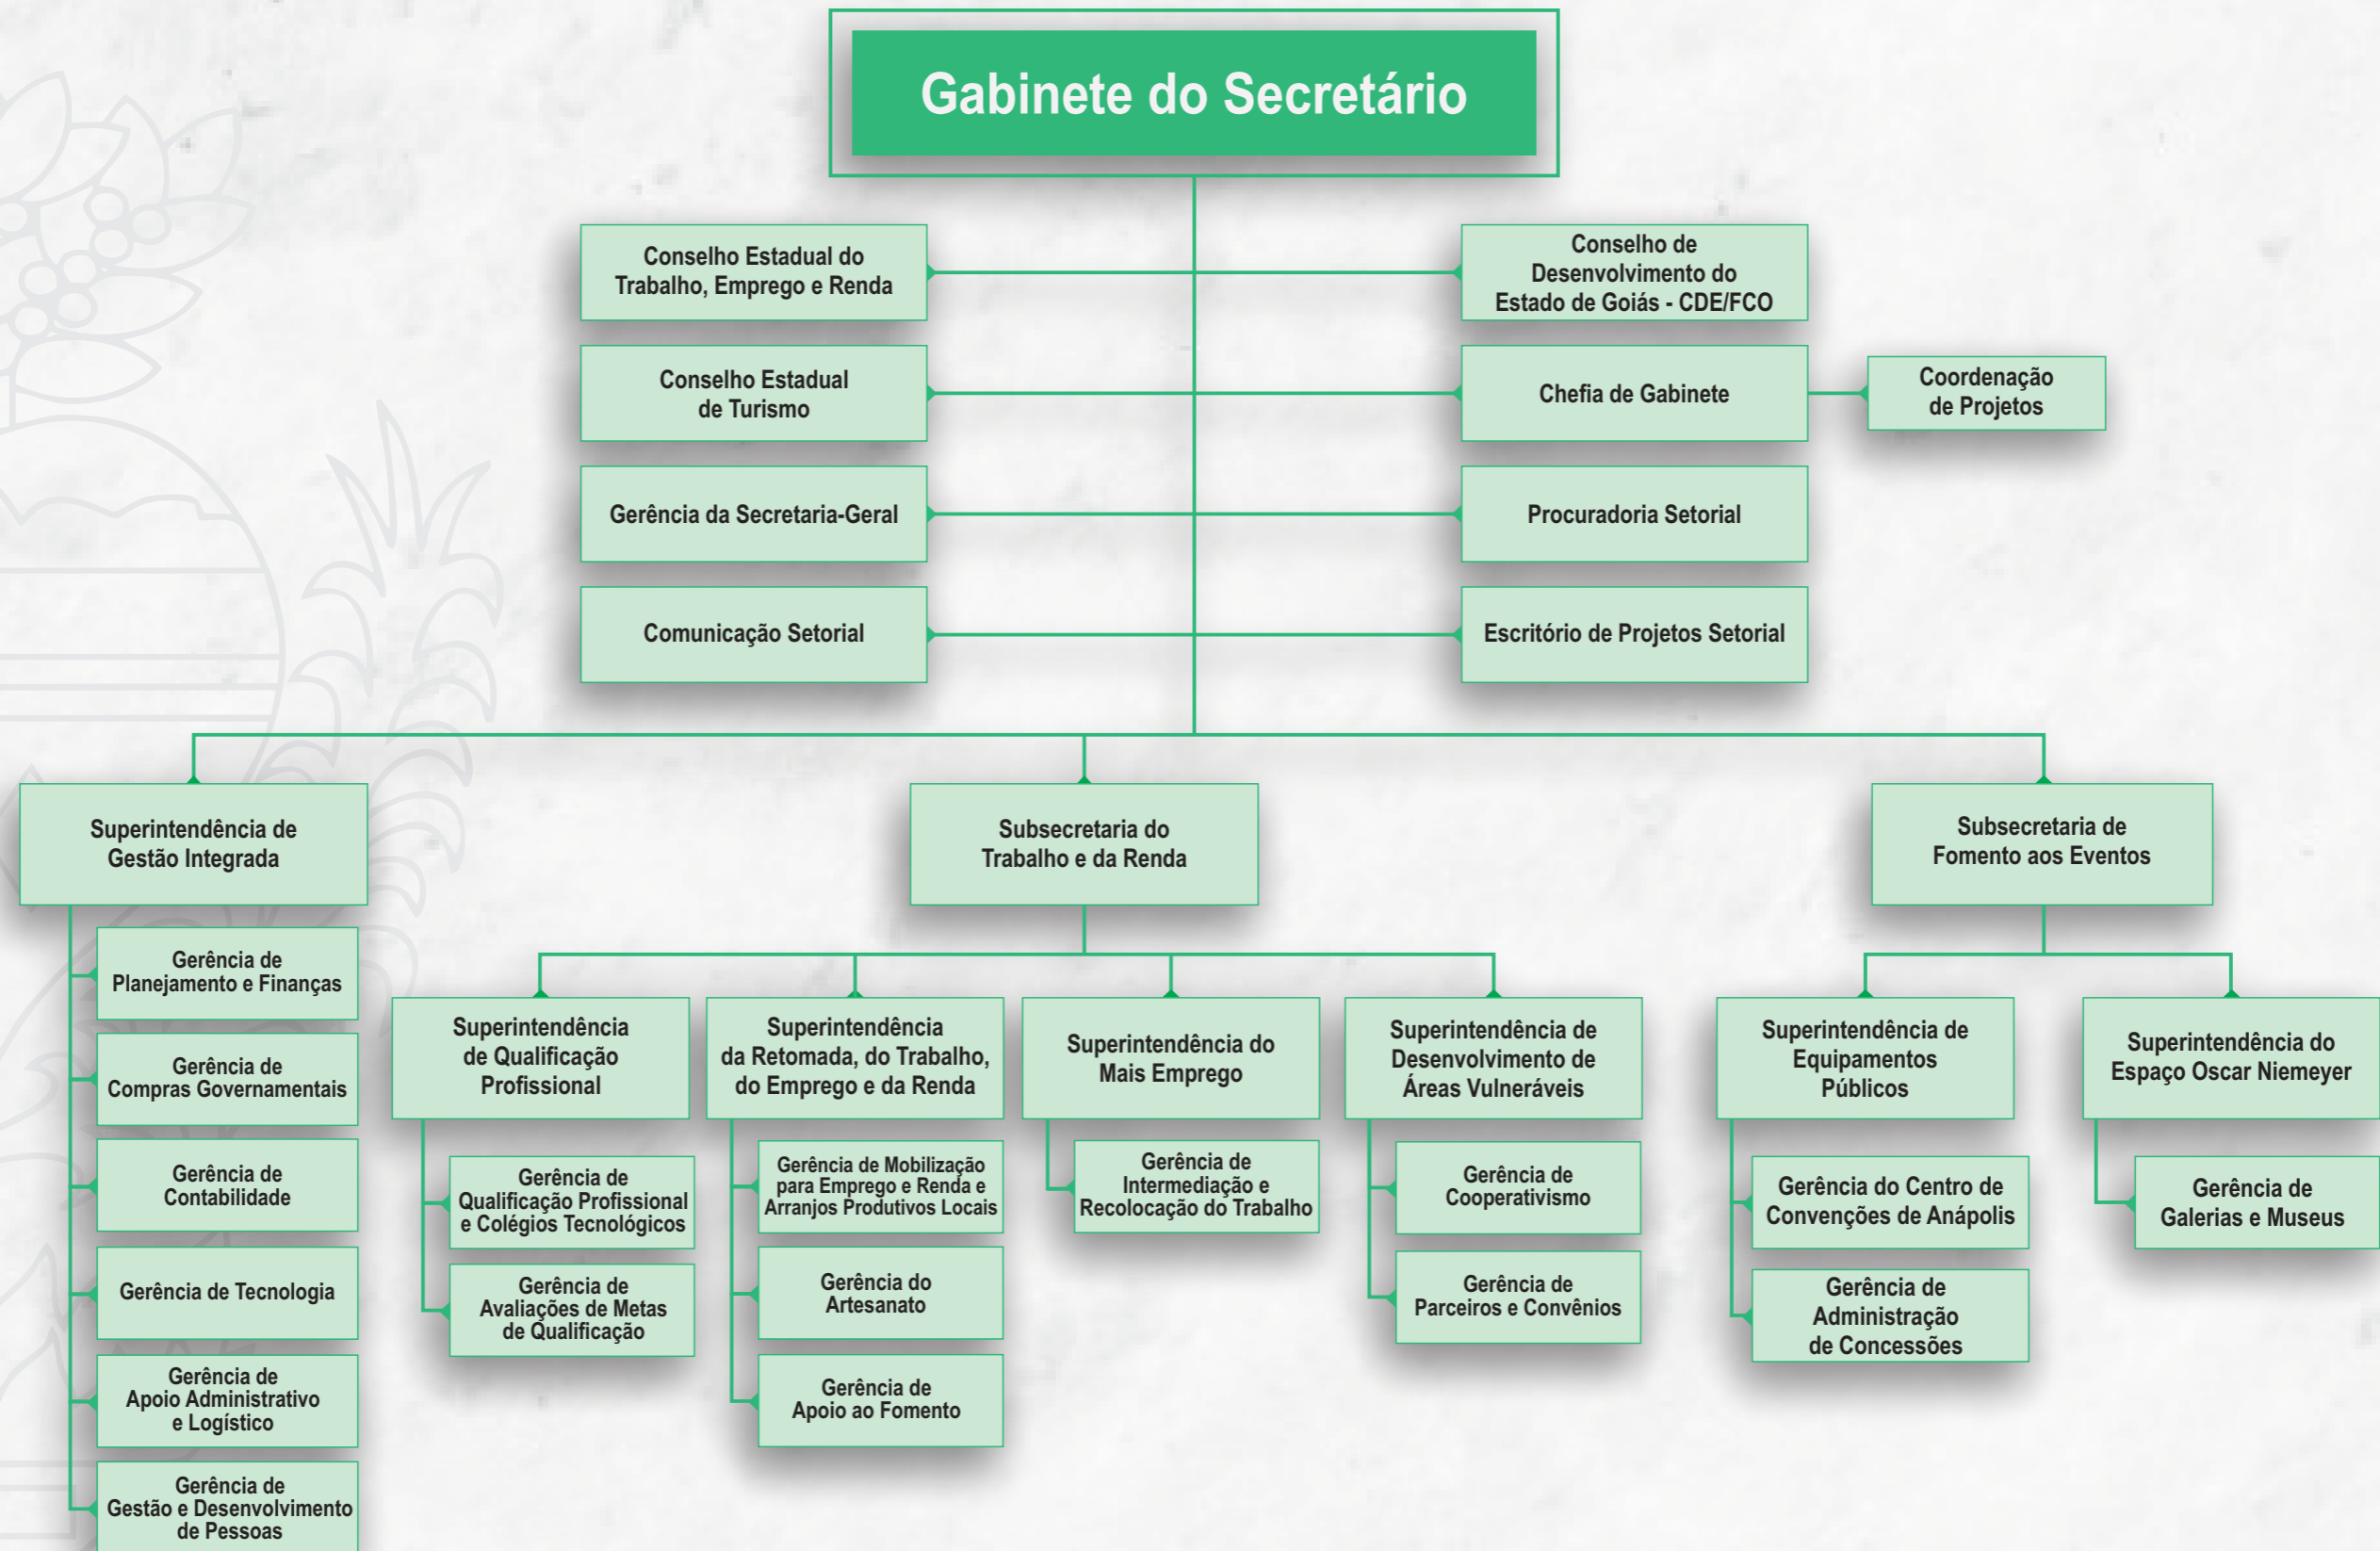 Gabinete do Secretário
Conselho Estadual do
Trabalho, Emprego e Renda
Conselho de
Desenvolvimento do
Estado de Goiás - CDE/FCO
Conselho Estadual
de Turismo
Chefia de Gabinete
Coordenação
de Projetos
Gerência da Secretaria-Geral
Procuradoria Setorial
Comunicação Setorial
Escritório de Projetos Setorial
Superintendência de
Gestão Integrada
Subsecretaria do
Trabalho e da Renda
Subsecretaria de
Fomento aos Eventos
Gerência de
Planejamento e Finanças
Gerência de
Compras Governamentais
Gerência de
Contabilidade
Gerência de Tecnologia
Gerência de
Apoio Administrativo
e Logístico
Gerência de
Gestão e Desenvolvimento
de Pessoas
Superintendência
de Qualificação
Profissional
Gerência de
Qualificação Profissional
e Colégios Tecnológicos
Gerência de
Avaliações de Metas
de Qualificação
Superintendência
da Retomada, do Trabalho,
do Emprego e da Renda
Gerência de Mobilização
para Emprego e Renda e
Arranjos Produtivos Locais
Gerência do
Artesanato
Gerência de
Apoio ao Fomento
Superintendência do
Mais Emprego
Gerência de
Intermediação e
Recolocação do Trabalho
Superintendência de
Desenvolvimento de
Áreas Vulneráveis
Gerência de
Cooperativismo
Gerência de
Parceiros e Convênios
Superintendência de
Equipamentos
Públicos
Gerência do Centro de
Convenções de Anápolis
Gerência de
Administração
de Concessões
Superintendência do
Espaço Oscar Niemeyer
Gerência de
Galerias e Museus